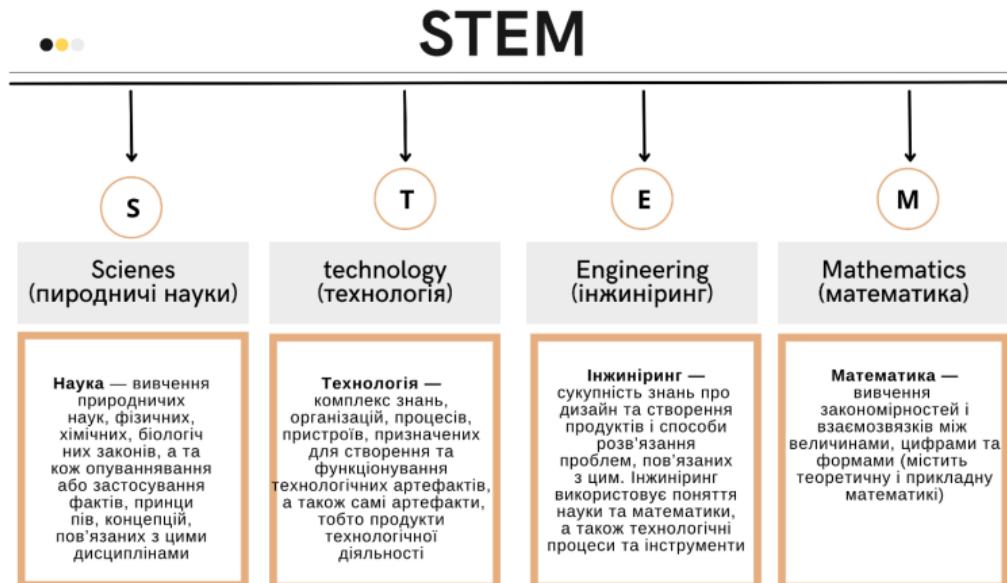 STEM
S
Scienes
(пиродничі науки)
Наука — вивчення
природничих
наук, фізичних,
хімічних, біологіч
них законів, а та
кож опуваннявання
або застосування
фактів, принци
пів, концепцій,
пов’язаних з цими
дисциплінами
T
technology
(технологія)
Технологія —
комплекс знань,
організацій, процесів,
пристроїв, призначених
для створення та
функціонування
технологічних артефактів,
а також самі артефакти,
тобто продукти
технологічної
діяльності
E
Engineering
(інжиніринг)
Інжиніринг —
сукупність знань про
дизайн та створення
продуктів і способи
розв’язання
проблем, пов’язаних
з цим. Інжиніринг
використовує поняття
науки та математики,
а також технологічні
процеси та інструменти
M
Mathematics
(математика)
Математика —
вивчення
закономірностей і
взаємозвязків між
величинами, цифрами та
формами (містить
теоретичну і прикладну
математикі)